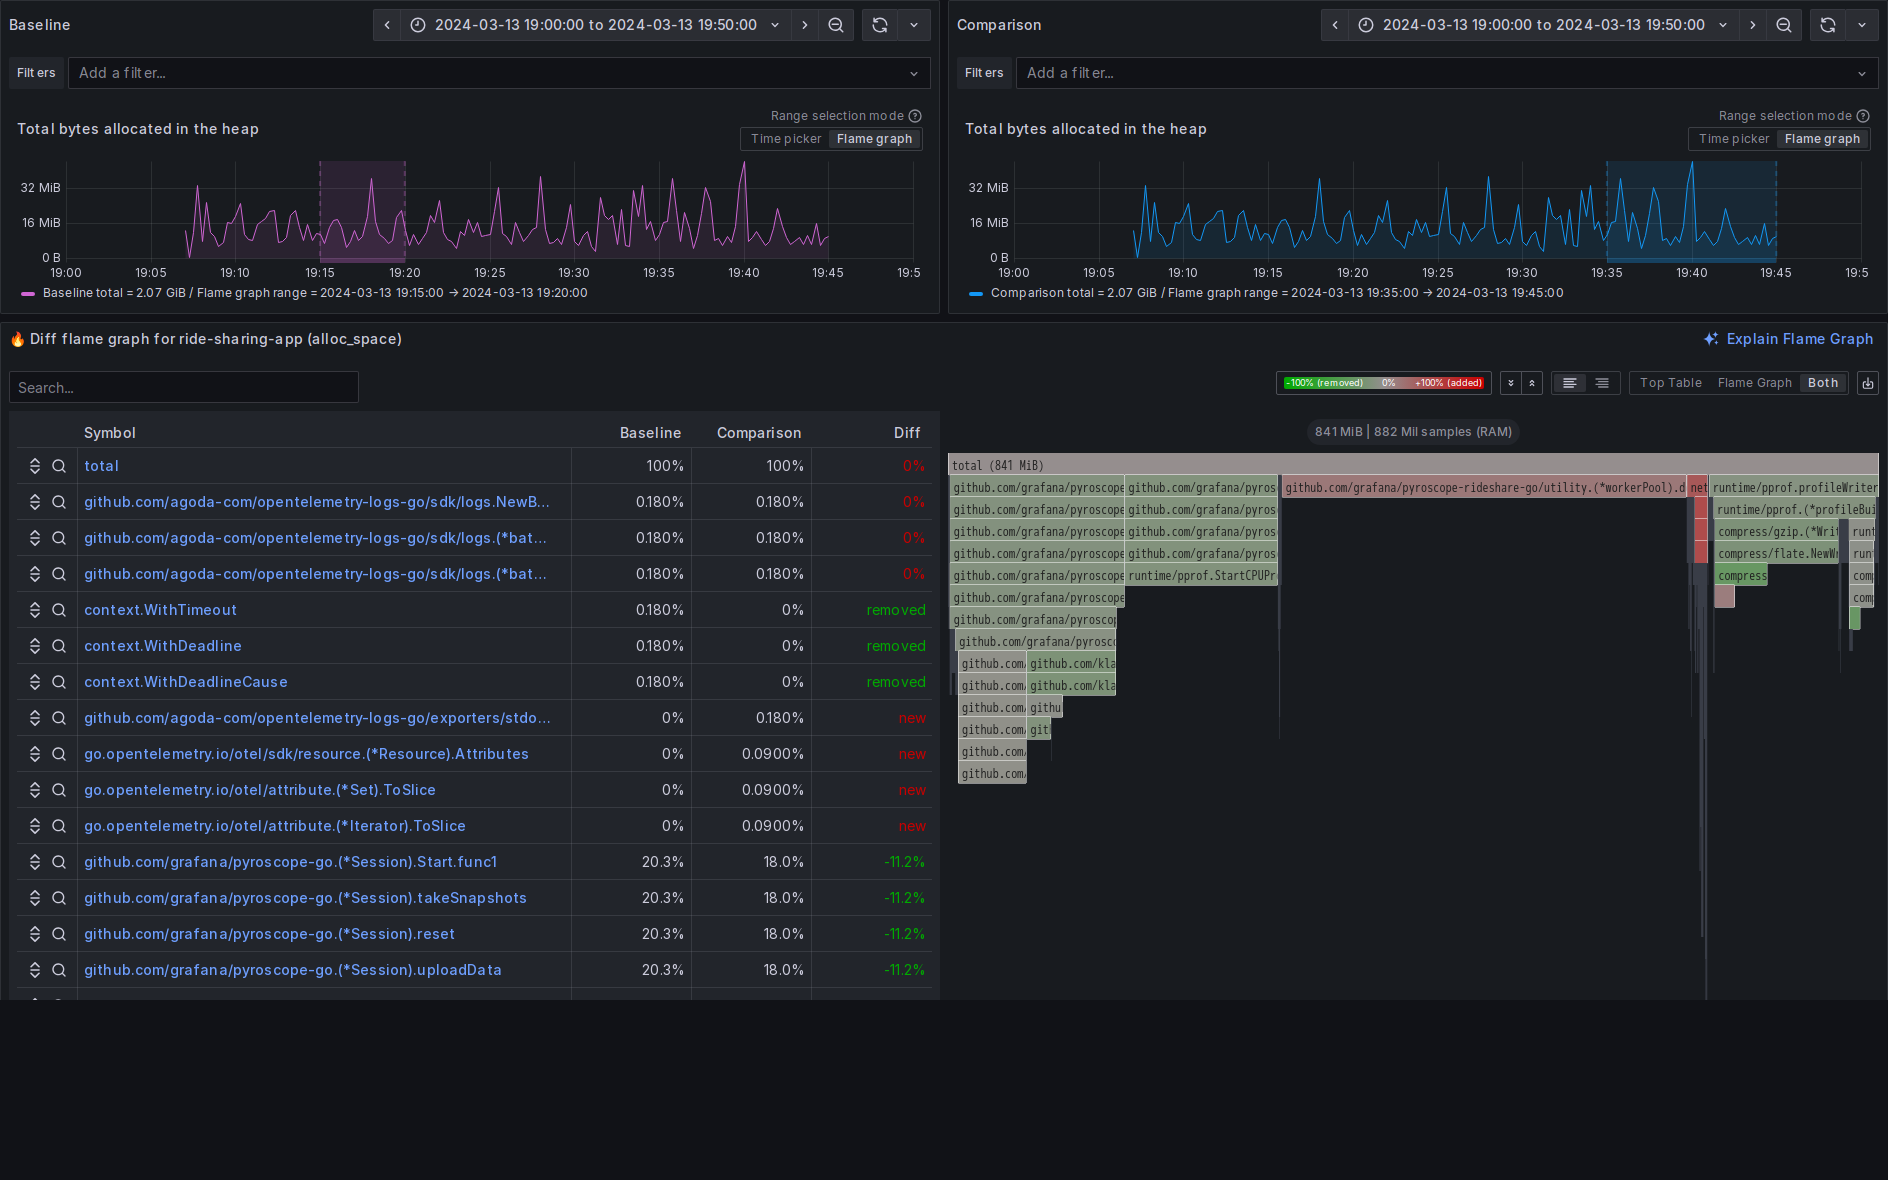 Baseline
2024-03-13 19:00:00 to 2024-03-13 19:50:00
Filters
Add a filter...
Total bytes allocated in the heap
Range selection mode
Time picker
Flame graph
32 MiB
16 MiB
0 B
19:00
19:05
19:10
19:15
19:20
19:25
19:30
19:35
19:40
19:45
19:5
Baseline total = 2.07 GiB / Flame graph range = 2024-03-13 19:15:00 → 2024-03-13 19:20:00
Comparison
2024-03-13 19:00:00 to 2024-03-13 19:50:00
Filters
Add a filter...
Total bytes allocated in the heap
Range selection mode
Time picker
Flame graph
32 MiB
16 MiB
0 B
19:00
19:05
19:10
19:15
19:20
19:25
19:30
19:35
19:40
19:45
19:5
Comparison total = 2.07 GiB / Flame graph range = 2024-03-13 19:35:00 → 2024-03-13 19:45:00
🔥 Diff flame graph for ride-sharing-app (alloc_space)
Explain Flame Graph
Search...
-100% (removed) 0% +100% (added)
Top Table
Flame Graph
Both
Symbol Baseline Comparison Diff
total 100% 100% 0%
github.com/agoda-com/opentelemetry-logs-go/sdk/logs.NewB... 0.180% 0.180% 0%
github.com/agoda-com/opentelemetry-logs-go/sdk/logs.(*bat... 0.180% 0.180% 0%
github.com/agoda-com/opentelemetry-logs-go/sdk/logs.(*bat... 0.180% 0.180% 0%
context.WithTimeout 0.180% 0% removed
context.WithDeadline 0.180% 0% removed
context.WithDeadlineCause 0.180% 0% removed
github.com/agoda-com/opentelemetry-logs-go/exporters/stdo... 0% 0.180% new
go.opentelemetry.io/otel/sdk/resource.(*Resource).Attributes 0% 0.0900% new
go.opentelemetry.io/otel/attribute.(*Set).ToSlice 0% 0.0900% new
go.opentelemetry.io/otel/attribute.(*Iterator).ToSlice 0% 0.0900% new
github.com/grafana/pyroscope-go.(*Session).Start.func1 20.3% 18.0% -11.2%
github.com/grafana/pyroscope-go.(*Session).takeSnapshots 20.3% 18.0% -11.2%
github.com/grafana/pyroscope-go.(*Session).reset 20.3% 18.0% -11.2%
github.com/grafana/pyroscope-go.(*Session).uploadData 20.3% 18.0% -11.2%
841 MiB | 882 Mil samples (RAM)
total (841 MiB)
github.com/grafana/pyroscope github.com/grafana/pyros github.com/grafana/pyroscope-rideshare-go/utility.(*workerPool).d net runtime/pprof.profileWriter
github.com/grafana/pyroscope github.com/grafana/pyros runtime/pprof.(*profileBui
github.com/grafana/pyroscope github.com/grafana/pyros compress/gzip.(*Writ runt
github.com/grafana/pyroscope github.com/grafana/pyros compress/flate.NewWr runt
github.com/grafana/pyroscope runtime/pprof.StartCPUPr compress comp
github.com/grafana/pyroscope comp
github.com/grafana/pyroscop
github.com/grafana/pyrosco
github.com/ github.com/kla
github.com/ github.com/kla
github.com/ githu
github.com/ git
github.com/
github.com/